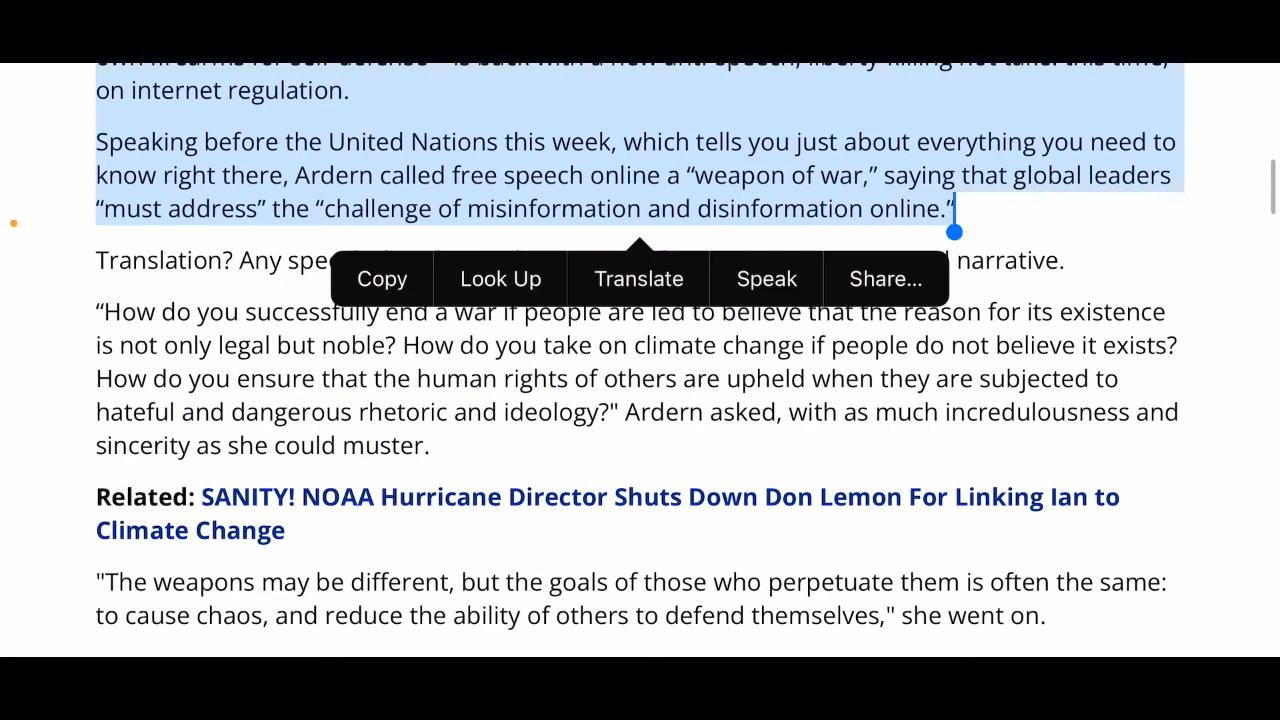 on internet regulation.
Speaking before the United Nations this week, which tells you just about everything you need to
know right there, Ardern called free speech online a “weapon of war,” saying that global leaders
“must address” the “challenge of misinformation and disinformation online.”
Translation? Any narrative.
Copy Look Up Translate Speak Share...
“How do you successfully end a war if people are led to believe that the reason for its existence
is not only legal but noble? How do you take on climate change if people do not believe it exists?
How do you ensure that the human rights of others are upheld when they are subjected to
hateful and dangerous rhetoric and ideology?" Ardern asked, with as much incredulousness and
sincerity as she could muster.
Related: SANITY! NOAA Hurricane Director Shuts Down Don Lemon For Linking Ian to
Climate Change
"The weapons may be different, but the goals of those who perpetuate them is often the same:
to cause chaos, and reduce the ability of others to defend themselves," she went on.